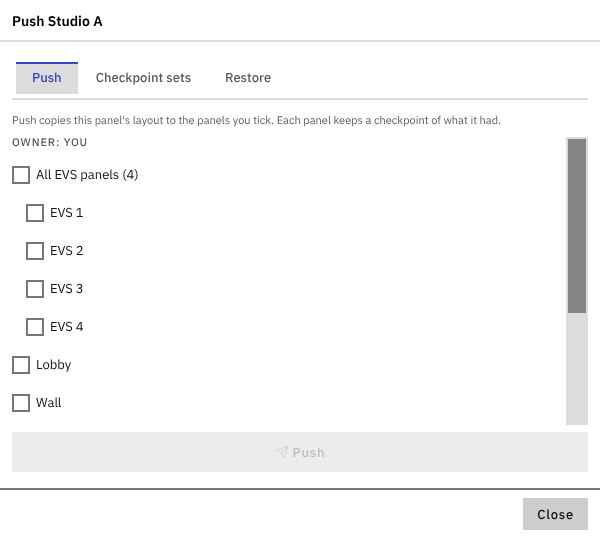 Push Studio A
Push
Checkpoint sets
Restore
Push copies this panel's layout to the panels you tick. Each panel keeps a checkpoint of what it had.
OWNER: YOU
All EVS panels (4)
EVS 1
EVS 2
EVS 3
EVS 4
Lobby
Wall
Push
Close